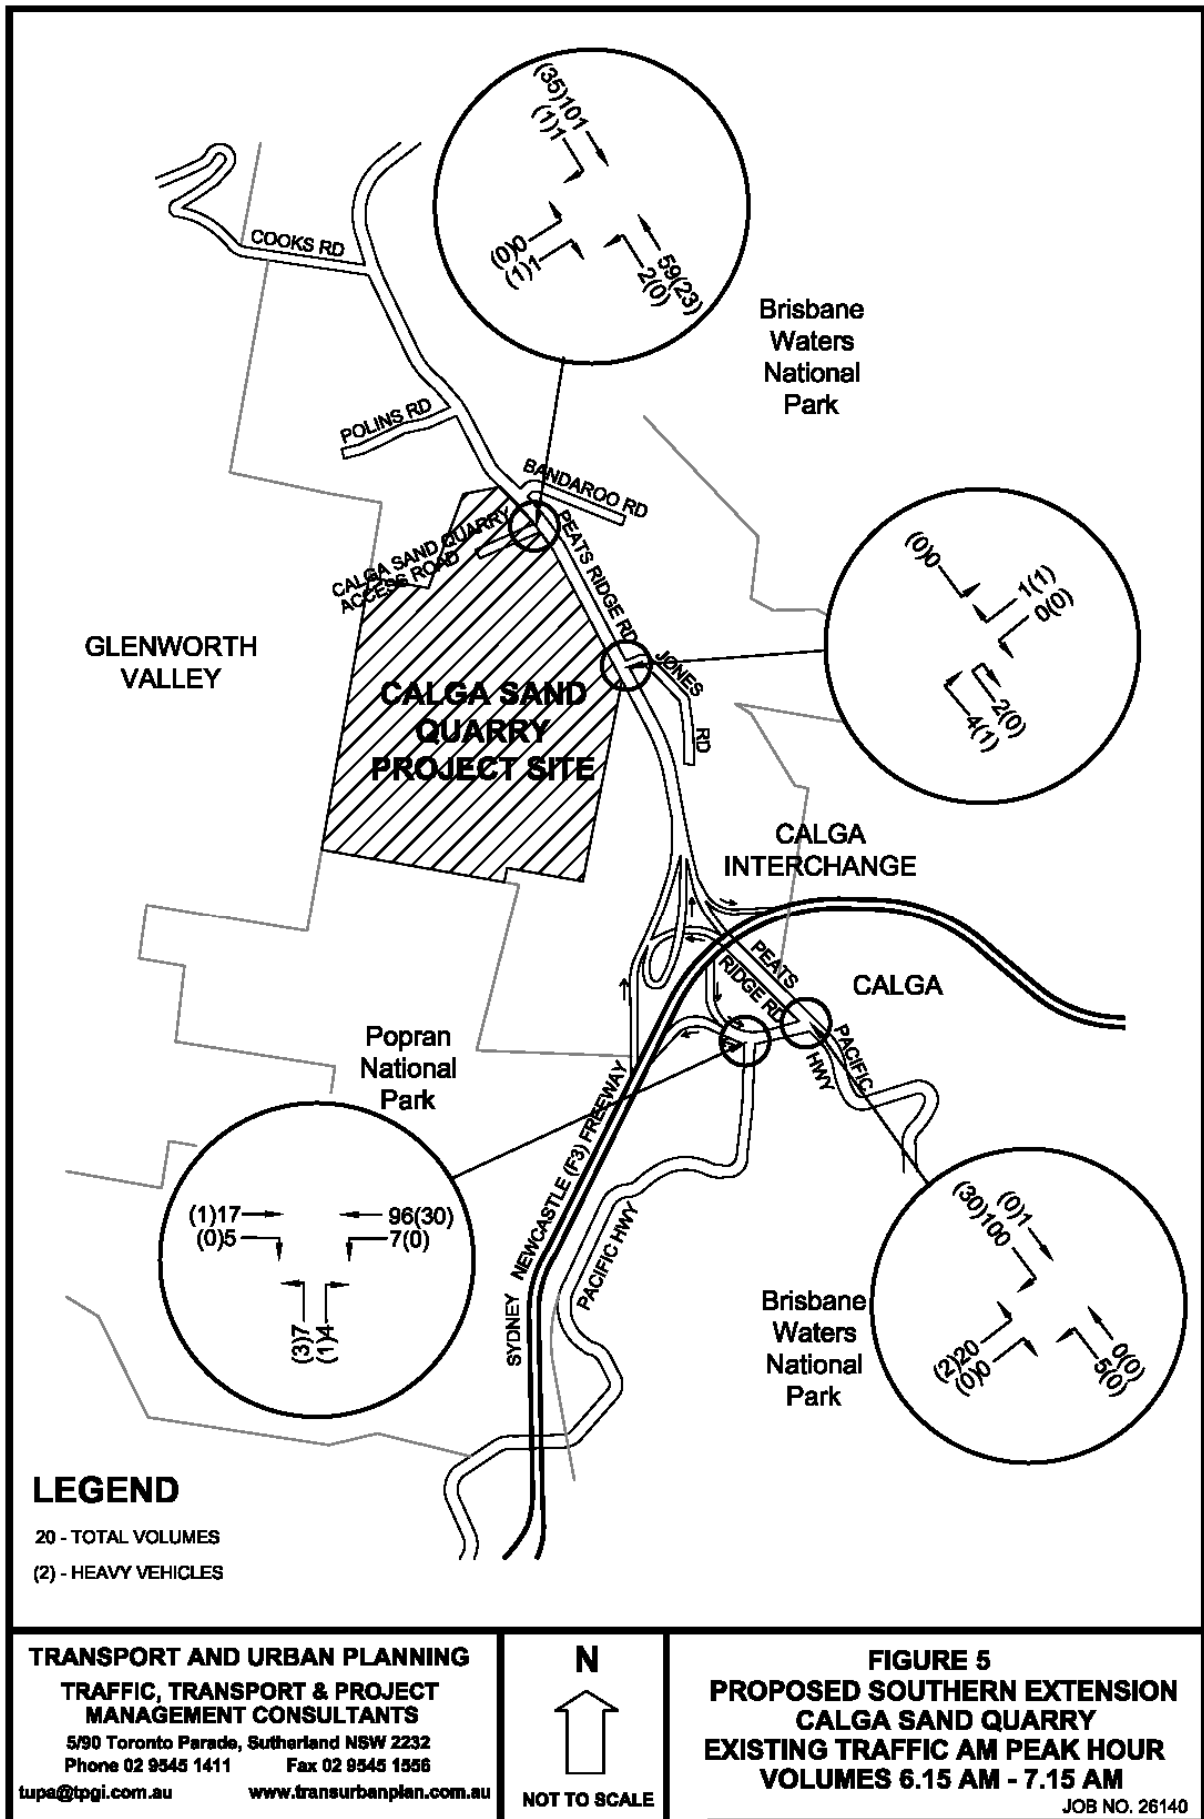 (35)101
(1)1
(0)0
(1)1
59(23)
2(0)
COOKS RD
Brisbane
Waters
National
Park
POLINS RD
BANDAROO RD
CALGA SAND QUARRY
ACCESS ROAD
PEATS RIDGE RD
(0)0
1(1)
0(0)
2(0)
4(1)
GLENWORTH
VALLEY
JONES
RD
CALGA SAND
QUARRY
PROJECT SITE
CALGA
INTERCHANGE
PEATS
RIDGE RD
CALGA
PACIFIC
HWY
Popran
National
Park
SYDNEY NEWCASTLE (F3) FREEWAY
PACIFIC HWY
(1)17
(0)5
96(30)
7(0)
(3)7
(1)4
(0)1
(30)100
(2)20
(0)0
0(0)
5(0)
Brisbane
Waters
National
Park
LEGEND
20 - TOTAL VOLUMES
(2) - HEAVY VEHICLES
TRANSPORT AND URBAN PLANNING
TRAFFIC, TRANSPORT & PROJECT
MANAGEMENT CONSULTANTS
5/90 Toronto Parade, Sutherland NSW 2232
Phone 02 9545 1411 Fax 02 9545 1556
tupa@tpgi.com.au www.transurbanplan.com.au
N
NOT TO SCALE
FIGURE 5
PROPOSED SOUTHERN EXTENSION
CALGA SAND QUARRY
EXISTING TRAFFIC AM PEAK HOUR
VOLUMES 6.15 AM - 7.15 AM
JOB NO. 26140